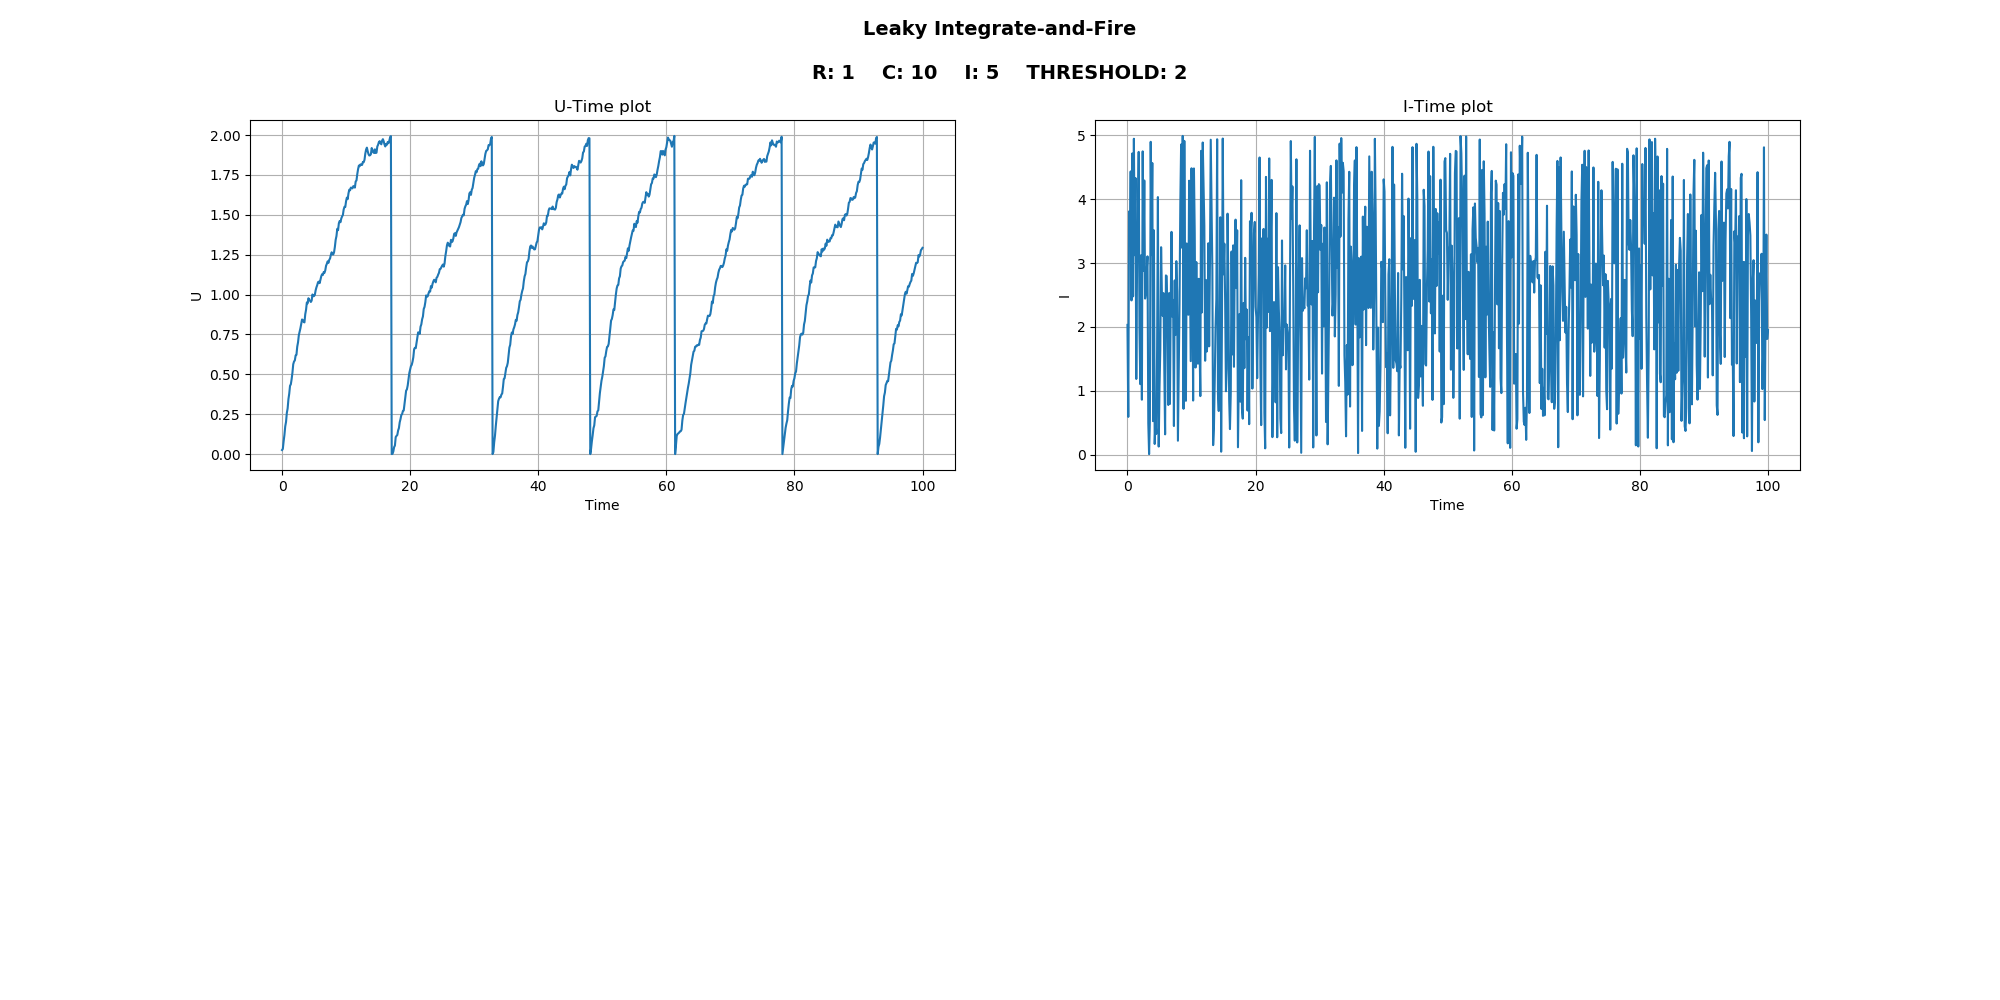 Leaky Integrate-and-Fire
R: 1    C: 10    I: 5    THRESHOLD: 2
U-Time plot
U
2.00
1.75
1.50
1.25
1.00
0.75
0.50
0.25
0.00
0 20 40 60 80 100
Time
I-Time plot
I
5
4
3
2
1
0
0 20 40 60 80 100
Time